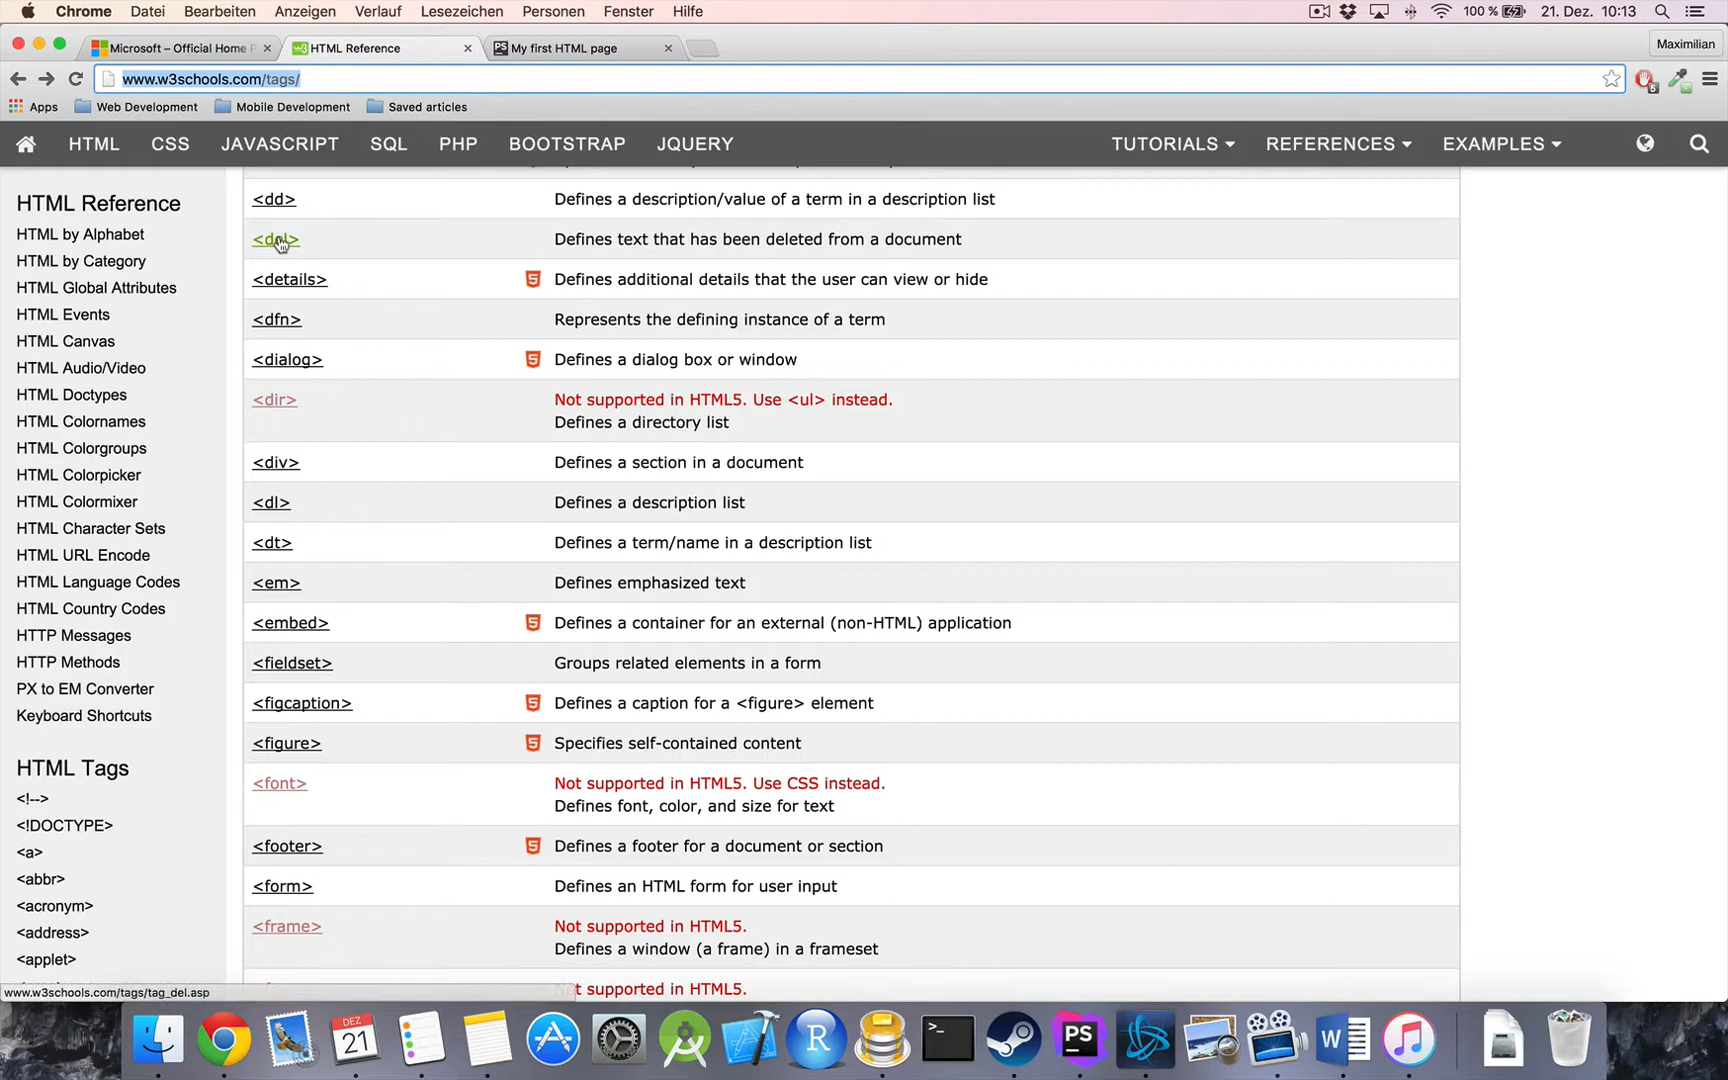 Chrome Datei Bearbeiten Anzeigen Verlauf Lesezeichen Personen Fenster Hilfe 100 % 21. Dez. 10:13
Microsoft – Official Home P HTML Reference My first HTML page Maximilian
www.w3schools.com/tags/
Apps Web Development Mobile Development Saved articles
HTML CSS JAVASCRIPT SQL PHP BOOTSTRAP JQUERY TUTORIALS REFERENCES EXAMPLES
HTML Reference
HTML by Alphabet
HTML by Category
HTML Global Attributes
HTML Events
HTML Canvas
HTML Audio/Video
HTML Doctypes
HTML Colornames
HTML Colorgroups
HTML Colorpicker
HTML Colormixer
HTML Character Sets
HTML URL Encode
HTML Language Codes
HTML Country Codes
HTTP Messages
HTTP Methods
PX to EM Converter
Keyboard Shortcuts
HTML Tags
<!-->
<!DOCTYPE>
<a>
<abbr>
<acronym>
<address>
<applet>
<dd> Defines a description/value of a term in a description list
<del> Defines text that has been deleted from a document
<details> 5 Defines additional details that the user can view or hide
<dfn> Represents the defining instance of a term
<dialog> 5 Defines a dialog box or window
<dir> Not supported in HTML5. Use <ul> instead.
Defines a directory list
<div> Defines a section in a document
<dl> Defines a description list
<dt> Defines a term/name in a description list
<em> Defines emphasized text
<embed> 5 Defines a container for an external (non-HTML) application
<fieldset> Groups related elements in a form
<figcaption> 5 Defines a caption for a <figure> element
<figure> 5 Specifies self-contained content
<font> Not supported in HTML5. Use CSS instead.
Defines font, color, and size for text
<footer> 5 Defines a footer for a document or section
<form> Defines an HTML form for user input
<frame> Not supported in HTML5.
Defines a window (a frame) in a frameset
t supported in HTML5.
www.w3schools.com/tags/tag_del.asp
DEZ
21
R
>_
PS
W